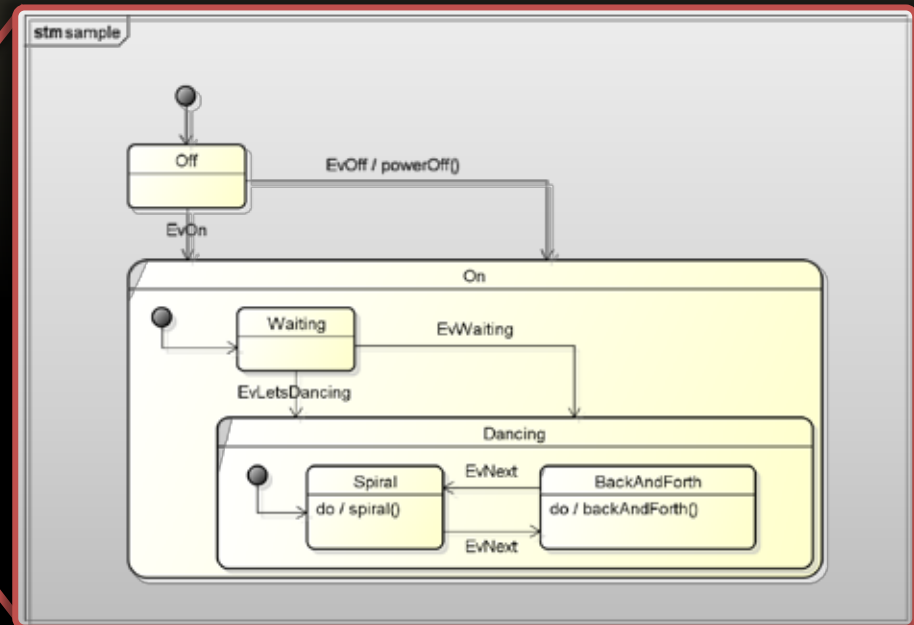 stm sample
Off
EvOff / powerOff()
EvOn
On
Waiting
EvWaiting
EvLetsDancing
Dancing
Spiral
EvNext
BackAndForth
do / spiral()
do / backAndForth()
EvNext